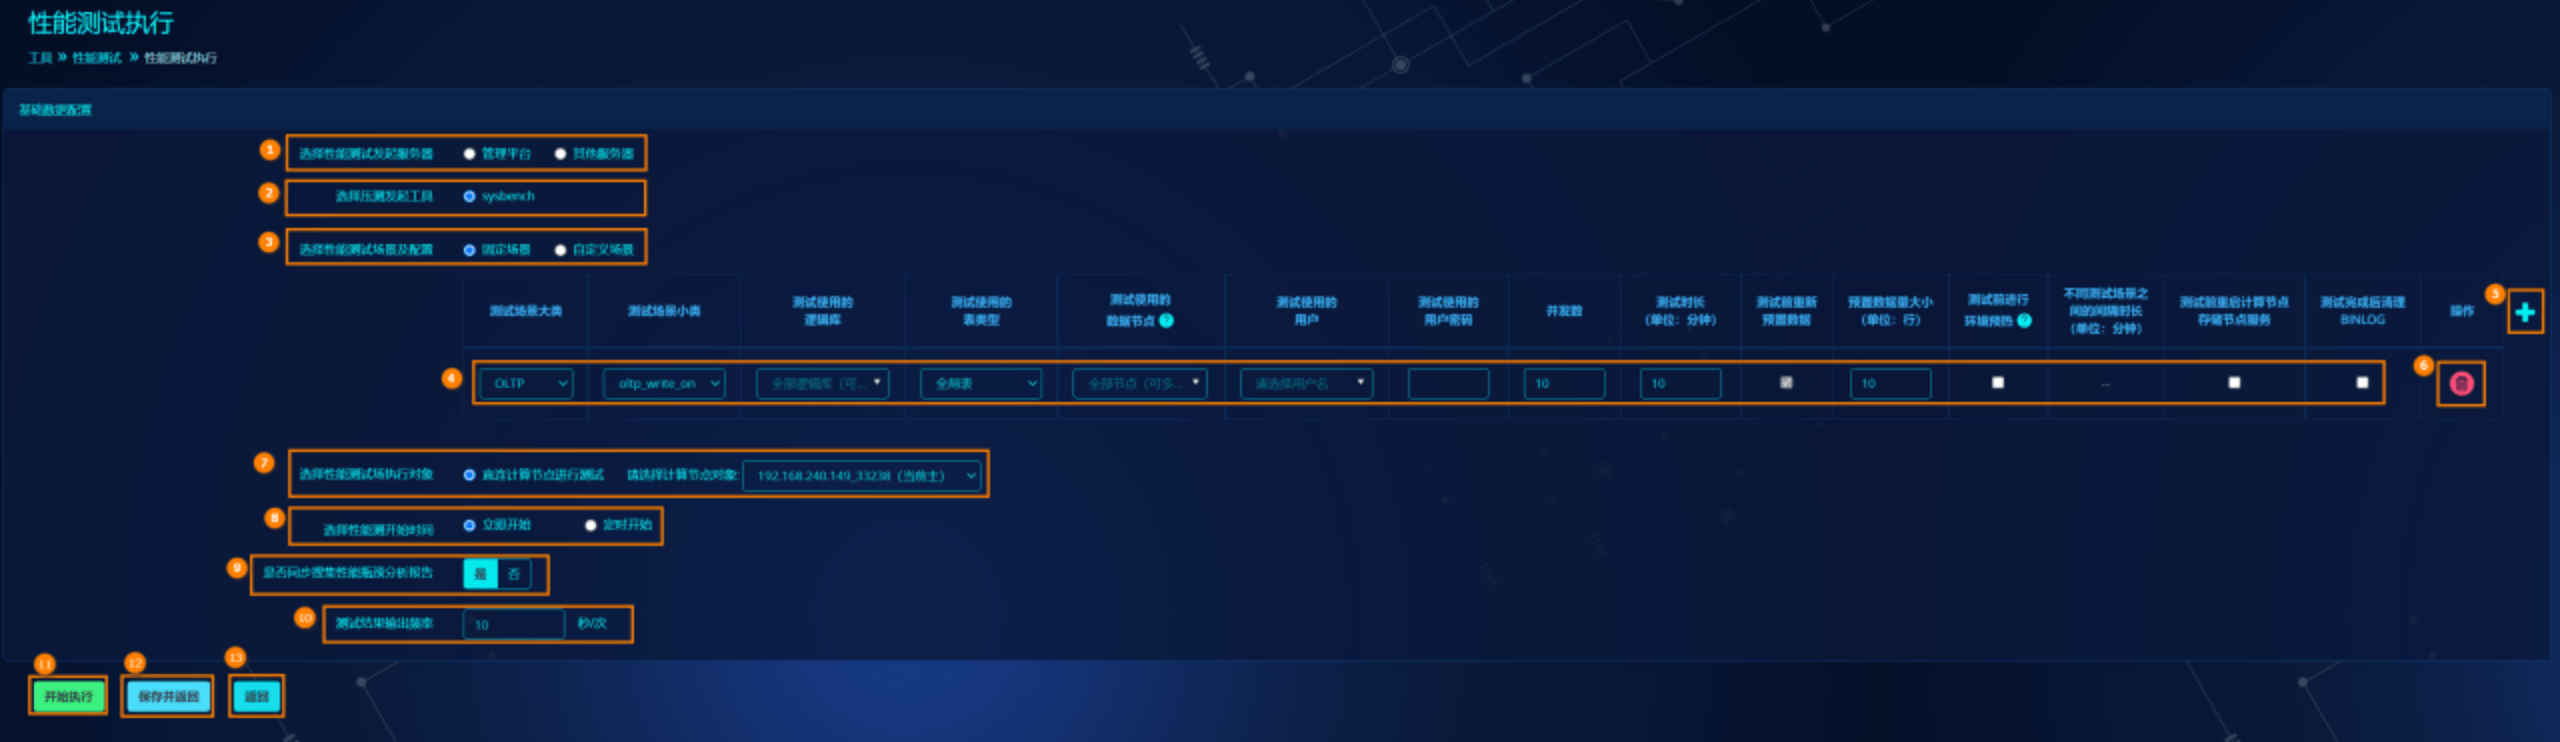 性能测试执行
工具 » 性能测试 » 性能测试执行
基础数据配置
1 选择性能测试发起服务器 管理平台 其他服务器
2 选择压测发起工具 sysbench
3 选择性能测试场景及配置 固定场景 自定义场景
测试场景大类 测试场景小类 测试使用的逻辑库 测试使用的表类型 测试使用的数据节点 ? 测试使用的用户 测试使用的用户密码 并发数 测试时长（单位：分钟） 测试前重新预置数据 预置数据量大小（单位：行） 测试前进行环境预热 ? 不同测试场景之间的间隔时长（单位：分钟） 测试前重启计算节点存储节点服务 测试完成后清理BINLOG 操作 5
4 OLTP oltp_write_on 全部逻辑库（可... 全局表 全部节点（可多... 请选择用户名 10 10 10 -- 6
7 选择性能测试场执行对象 直连计算节点进行测试 请选择计算节点对象: 192.168.240.149_33238（当前主）
8 选择性能测开始时间 立即开始 定时开始
9 是否同步搜集性能瓶颈分析报告 是 否
10 测试结果输出频率 10 秒/次
11 12 13
开始执行 保存并返回 返回